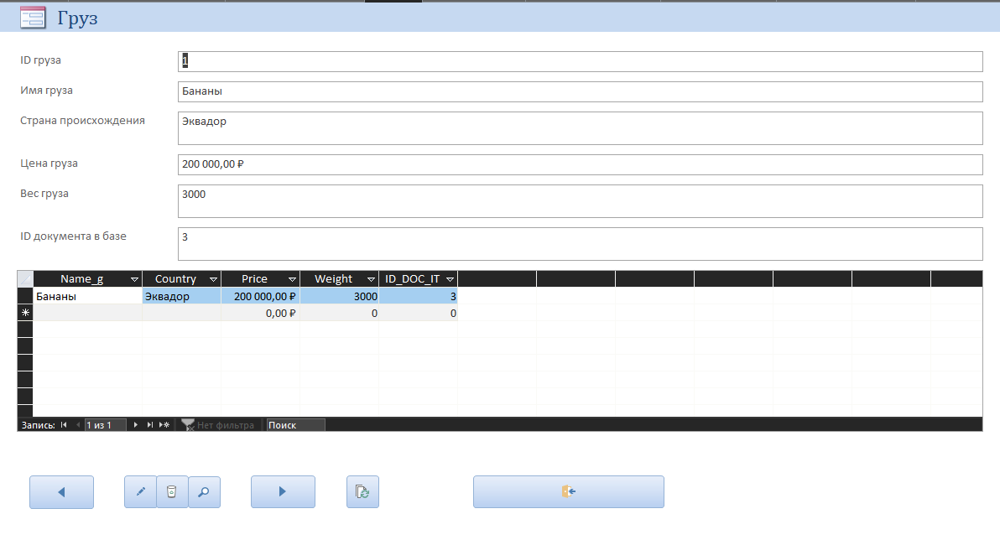 Груз
ID груза 1
Имя груза Бананы
Страна происхождения Эквадор
Цена груза 200 000,00 ₽
Вес груза 3000
ID документа в базе 3
Name_g Country Price Weight ID_DOC_IT
Бананы Эквадор 200 000,00 ₽ 3000 3
0,00 ₽ 0 0
Запись: 1 из 1 Нет фильтра Поиск